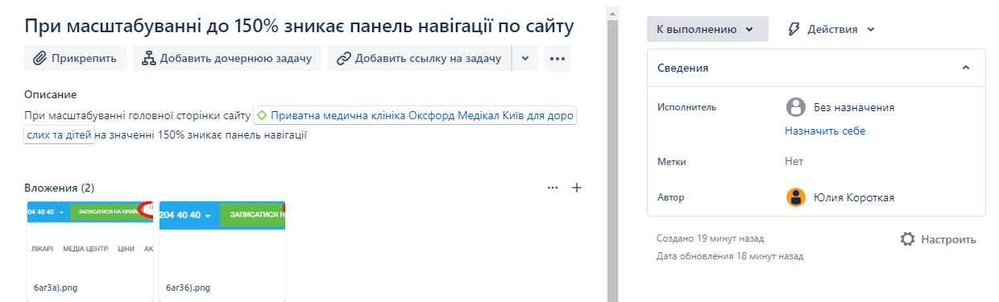 При масштабуванні до 150% зникає панель навігації по сайту
Прикрепить
Добавить дочернюю задачу
Добавить ссылку на задачу
Описание
При масштабуванні головної сторінки сайту Приватна медична клініка Оксфорд Медікал Київ для доро
слих та дітей на значенні 150% зникає панель навігації
Вложения (2)
204 40 40
ЗАПИСАТИСЯ НА ПРИЙО
12
ЛІКАРІ МЕДІА ЦЕНТР ЦІНИ АК
6аг3а).png
204 40 40
ЗАПИСАТИСЯ Н
6аг3б).png
К выполнению
Действия
Сведения
Исполнитель
Без назначения
Назначить себе
Метки
Нет
Автор
Юлия Короткая
Создано 19 минут назад
Дата обновления 18 минут назад
Настроить